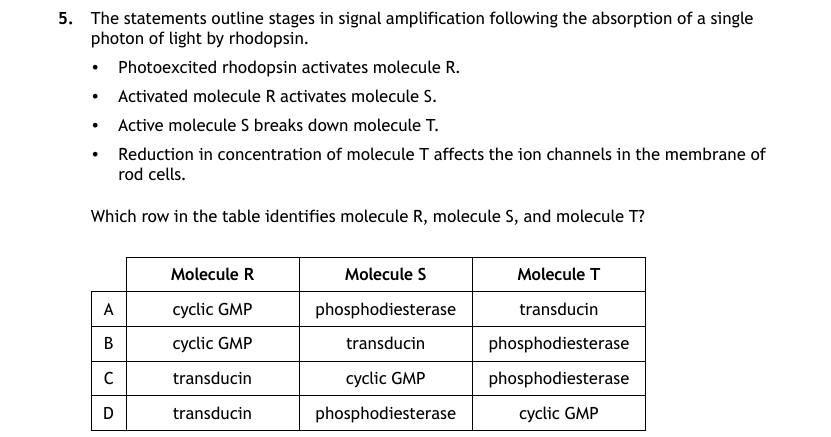 5. The statements outline stages in signal amplification following the absorption of a single
photon of light by rhodopsin.
• Photoexcited rhodopsin activates molecule R.
• Activated molecule R activates molecule S.
• Active molecule S breaks down molecule T.
• Reduction in concentration of molecule T affects the ion channels in the membrane of
rod cells.
Which row in the table identifies molecule R, molecule S, and molecule T?
Molecule R Molecule S Molecule T
A cyclic GMP phosphodiesterase transducin
B cyclic GMP transducin phosphodiesterase
C transducin cyclic GMP phosphodiesterase
D transducin phosphodiesterase cyclic GMP